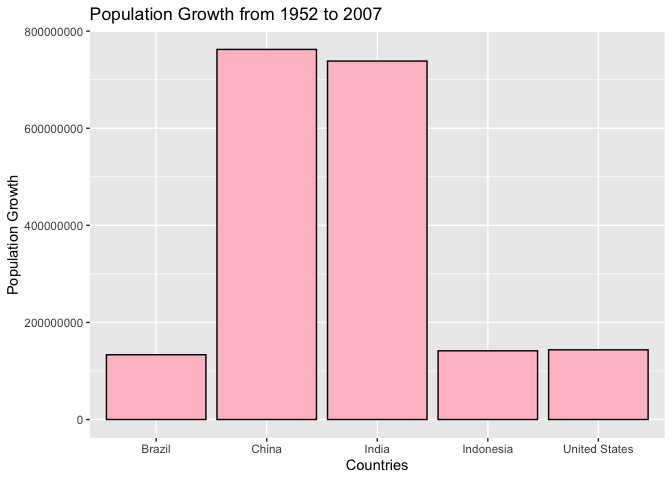 Population Growth from 1952 to 2007
Population Growth
800000000
600000000
400000000
200000000
0
Brazil
China
India
Indonesia
United States
Countries